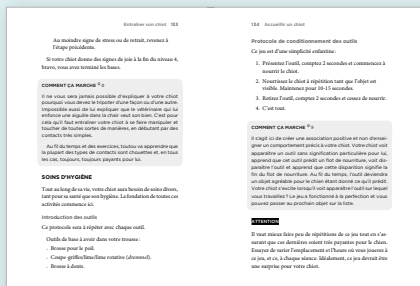 Entraîner son chiot 133
Au moindre signe de stress ou de retrait, revenez à
l'étape précédente.
Si votre chiot donne des signes de joie à la fin du niveau 4,
bravo, vous avez terminé les bases.
COMMENT ÇA MARCHE ?
Il ne vous sera jamais possible d'expliquer à votre chiot
pourquoi vous devez le tripoter d'une façon ou d'une autre.
Impossible aussi de lui expliquer que le vétérinaire qui lui
enfonce une aiguille dans la chair veut son bien. C'est pour
cela qu'il faut entraîner votre chiot à se faire manipuler et
toucher de toutes sortes de manières, en débutant par des
contacts très simples.
Au fil du temps et des exercices, toutou va apprendre que
la plupart des types de contacts sont chouettes et, en tous
les cas, toujours, toujours payants pour lui.
SOINS D'HYGIÈNE
Tout au long de sa vie, votre chiot aura besoin de soins divers,
tant pour sa santé que son hygiène. La fondation de toutes ces
activités commence ici.
Introduction des outils
Ce protocole sera à répéter avec chaque outil.
Outils de base à avoir dans votre trousse :
- Brosse pour le poil.
- Coupe-griffes/lime/lime rotative (dremel).
- Brosse à dents.
134 Accueillir un chiot
Protocole de conditionnement des outils
Ce jeu est d'une simplicité enfantine :
1. Présentez l'outil, comptez 2 secondes et commencez à
nourrir le chiot.
2. Nourrissez le chiot à répétition tant que l'objet est
visible. Maintenez pour 10-15 secondes.
3. Retirez l'outil, comptez 2 secondes et cessez de nourrir.
4. C'est tout.
COMMENT ÇA MARCHE ?
Il s'agit ici de créer une association positive et non d'ensei-
gner un comportement précis à votre chiot. Votre chiot voit
apparaître un outil sans signification particulière pour lui,
apprend que cet outil prédit un flot de nourriture, voit dis-
paraître l'outil et apprend que cette disparition signifie la
fin du flot de nourriture. Au fil du temps, l'outil deviendra
un objet agréable pour le chien étant donné ce qu'il prédit.
Votre chiot s'excite lorsqu'il voit apparaître l'outil sur lequel
vous travaillez ? Le jeu a fonctionné à la perfection et vous
pouvez passer au prochain objet sur la liste.
ATTENTION
Il vaut mieux faire peu de répétitions de ce jeu tout en s'as-
surant que ces dernières soient très payantes pour le chien.
Essayez de varier l'emplacement et l'heure où vous jouerez à
ce jeu, et ce, à chaque séance. Idéalement, ce jeu devrait être
une surprise pour votre chiot.